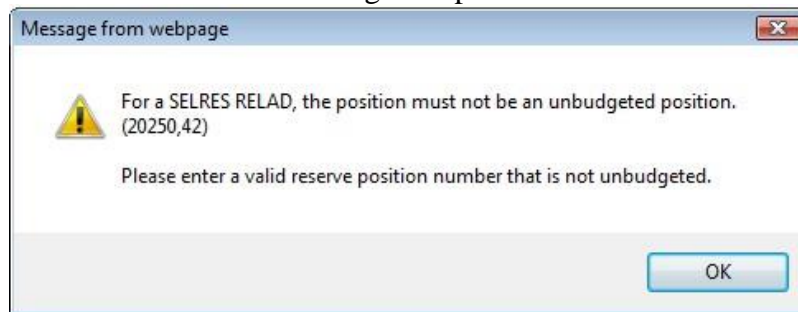 Message from webpage
For a SELRES RELAD, the position must not be an unbudgeted position.
(20250,42)
Please enter a valid reserve position number that is not unbudgeted.
OK